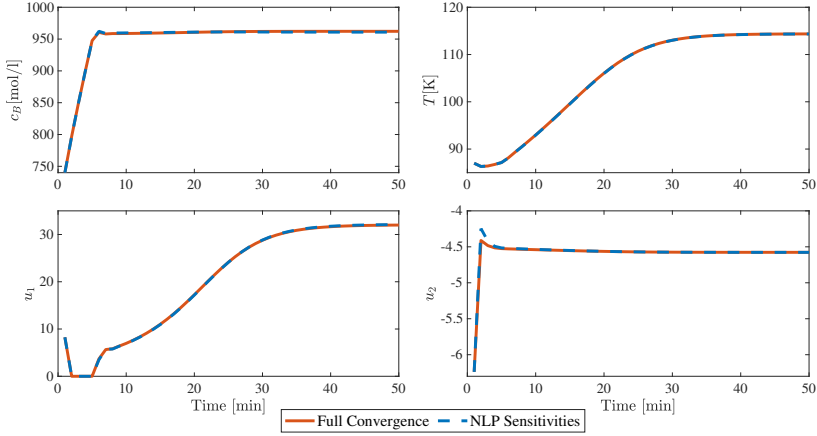 1000
950
900
850
800
750
c_B[mol/l]
0 10 20 30 40 50
120
110
100
90
T[K]
0 10 20 30 40 50
30
20
10
0
u_1
0 10 20 30 40 50
Time [min]
-4
-4.5
-5
-5.5
-6
u_2
0 10 20 30 40 50
Time [min]
Full Convergence NLP Sensitivities